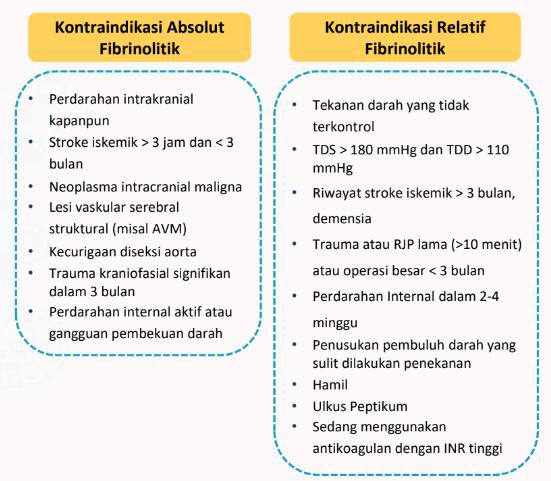 Kontraindikasi Absolut
Fibrinolitik
• Perdarahan intrakranial
kapanpun
• Stroke iskemik > 3 jam dan < 3
bulan
• Neoplasma intracranial maligna
• Lesi vaskular serebral
struktural (misal AVM)
• Kecurigaan diseksi aorta
• Trauma kraniofasial signifikan
dalam 3 bulan
• Perdarahan internal aktif atau
gangguan pembekuan darah
Kontraindikasi Relatif
Fibrinolitik
• Tekanan darah yang tidak
terkontrol
• TDS > 180 mmHg dan TDD > 110
mmHg
• Riwayat stroke iskemik > 3 bulan,
demensia
• Trauma atau RJP lama (>10 menit)
atau operasi besar < 3 bulan
• Perdarahan Internal dalam 2-4
minggu
• Penusukan pembuluh darah yang
sulit dilakukan penekanan
• Hamil
• Ulkus Peptikum
• Sedang menggunakan
antikoagulan dengan INR tinggi